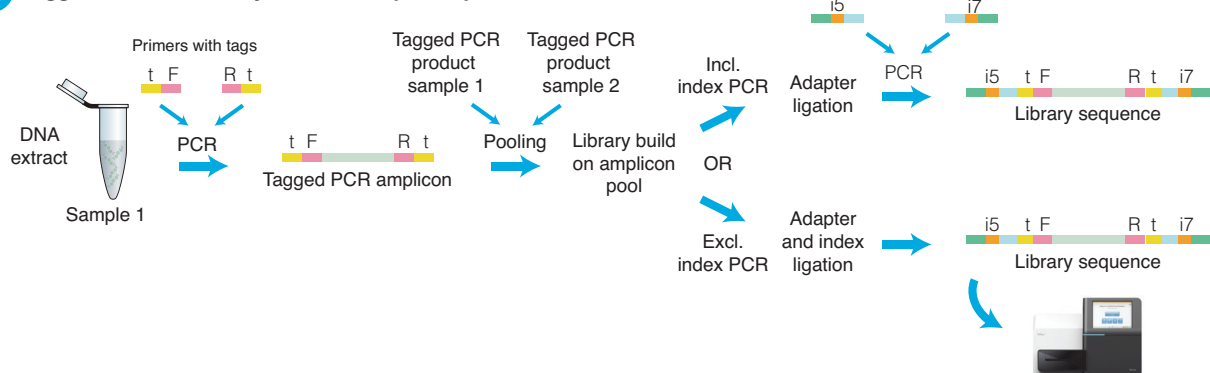 Primers with tags
t F
R t
DNA
extract
Sample 1
PCR
t F
R t
Tagged PCR amplicon
Tagged PCR
product
sample 1
Tagged PCR
product
sample 2
Pooling
Library build
on amplicon
pool
Incl.
index PCR
OR
Excl.
index PCR
Adapter
ligation
i5
i7
PCR
i5 t F
R t i7
Library sequence
Adapter
and index
ligation
i5 t F
R t i7
Library sequence